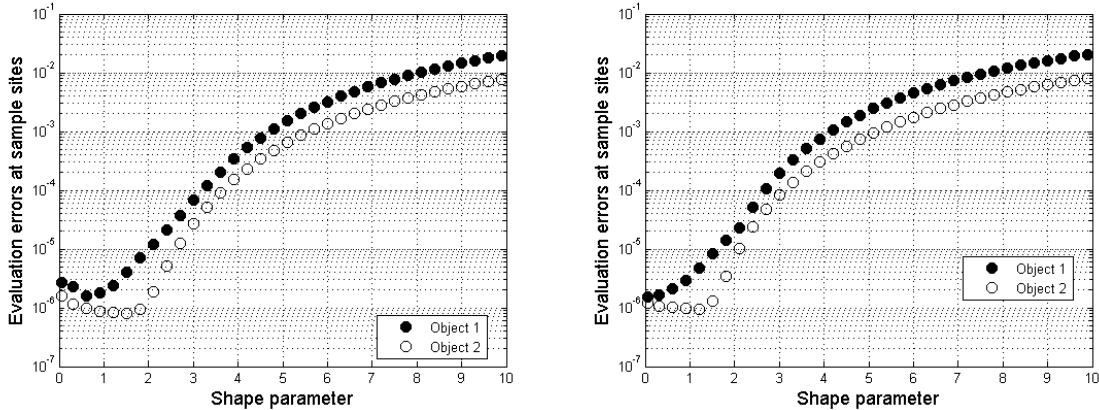 10^-1
10^-2
10^-3
10^-4
10^-5
10^-6
10^-7
Evaluation errors at sample sites
0 1 2 3 4 5 6 7 8 9 10
Shape parameter
Object 1
Object 2
10^-1
10^-2
10^-3
10^-4
10^-5
10^-6
10^-7
Evaluation errors at sample sites
0 1 2 3 4 5 6 7 8 9 10
Shape parameter
Object 1
Object 2